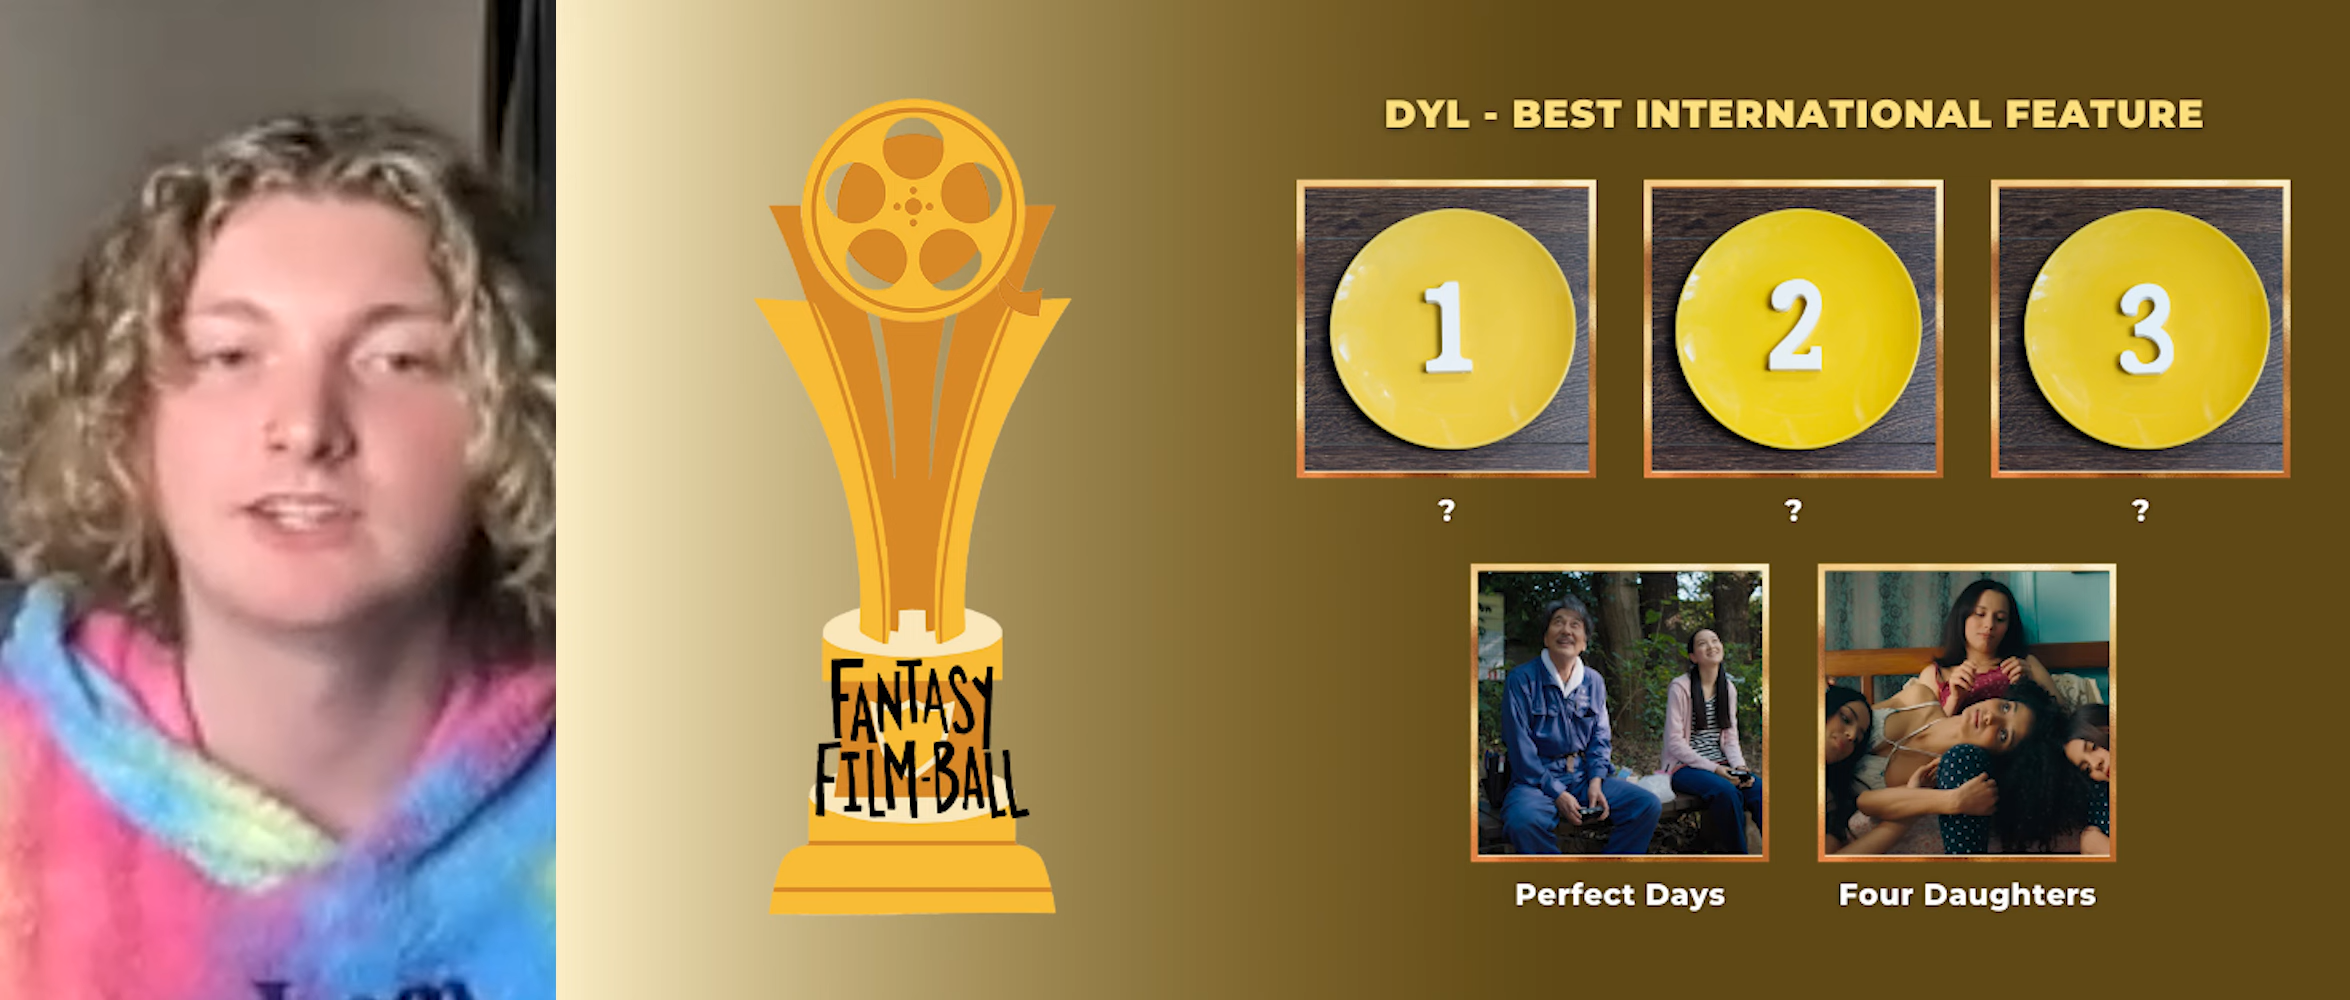 DYL - BEST INTERNATIONAL FEATURE
1 2 3
? ? ?
FANTASY
FILM-BALL
Perfect Days Four Daughters